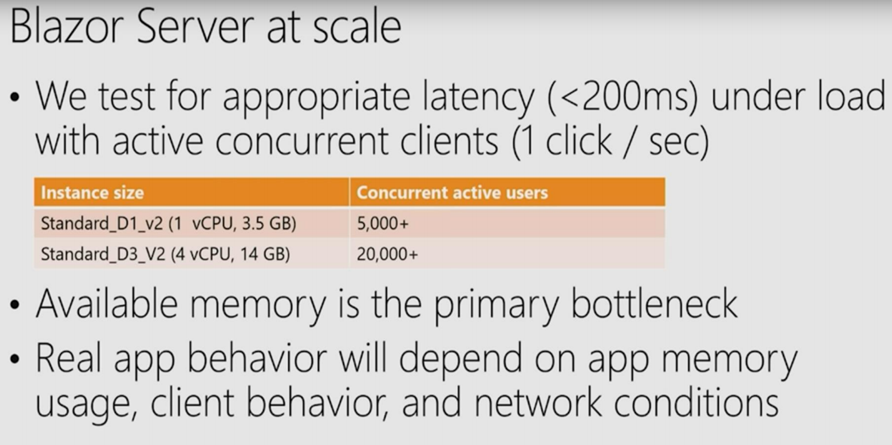 Blazor Server at scale
• We test for appropriate latency (<200ms) under load
with active concurrent clients (1 click / sec)
Instance size Concurrent active users
Standard_D1_v2 (1 vCPU, 3.5 GB) 5,000+
Standard_D3_V2 (4 vCPU, 14 GB) 20,000+
• Available memory is the primary bottleneck
• Real app behavior will depend on app memory
usage, client behavior, and network conditions